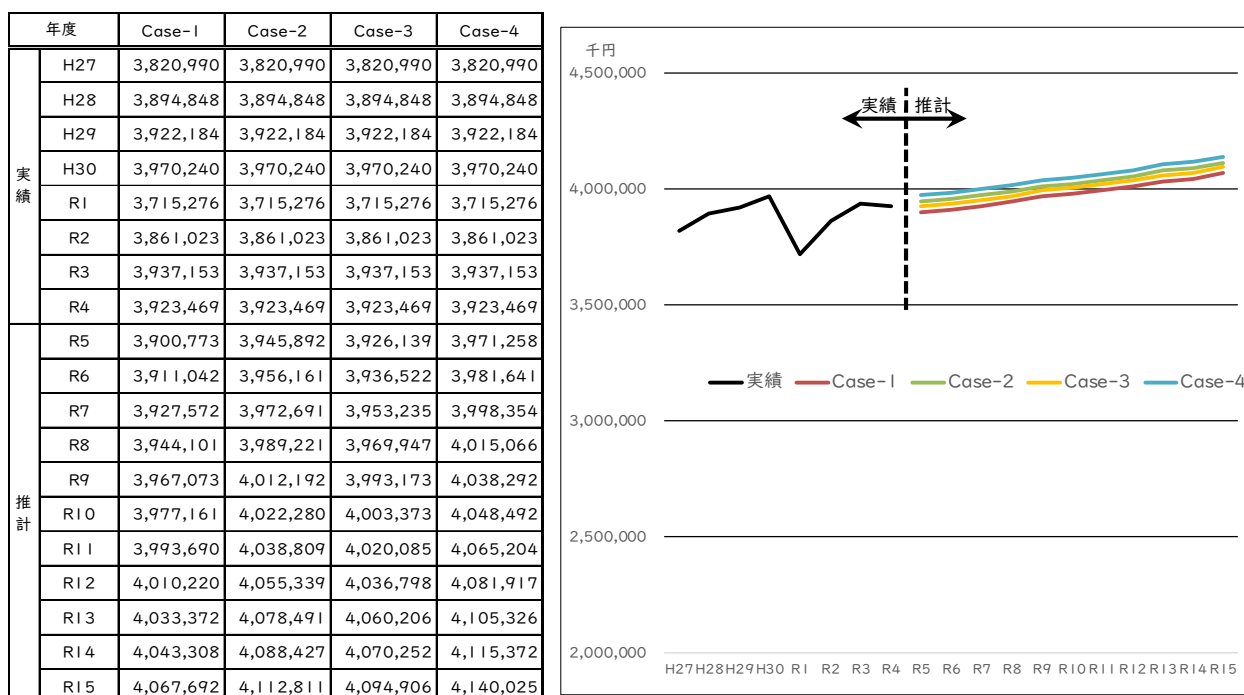 年度 Case-1 Case-2 Case-3 Case-4
実績
H27 3,820,990 3,820,990 3,820,990 3,820,990
H28 3,894,848 3,894,848 3,894,848 3,894,848
H29 3,922,184 3,922,184 3,922,184 3,922,184
H30 3,970,240 3,970,240 3,970,240 3,970,240
R1 3,715,276 3,715,276 3,715,276 3,715,276
R2 3,861,023 3,861,023 3,861,023 3,861,023
R3 3,937,153 3,937,153 3,937,153 3,937,153
R4 3,923,469 3,923,469 3,923,469 3,923,469
推計
R5 3,900,773 3,945,892 3,926,139 3,971,258
R6 3,911,042 3,956,161 3,936,522 3,981,641
R7 3,927,572 3,972,691 3,953,235 3,998,354
R8 3,944,101 3,989,221 3,969,947 4,015,066
R9 3,967,073 4,012,192 3,993,173 4,038,292
R10 3,977,161 4,022,280 4,003,373 4,048,492
R11 3,993,690 4,038,809 4,020,085 4,065,204
R12 4,010,220 4,055,339 4,036,798 4,081,917
R13 4,033,372 4,078,491 4,060,206 4,105,326
R14 4,043,308 4,088,427 4,070,252 4,115,372
R15 4,067,692 4,112,811 4,094,906 4,140,025
千円
4,500,000
実績 推計
4,000,000
3,500,000
実績 Case-1 Case-2 Case-3 Case-4
3,000,000
2,500,000
2,000,000
H27 H28 H29 H30 R1 R2 R3 R4 R5 R6 R7 R8 R9 R10 R11 R12 R13 R14 R15